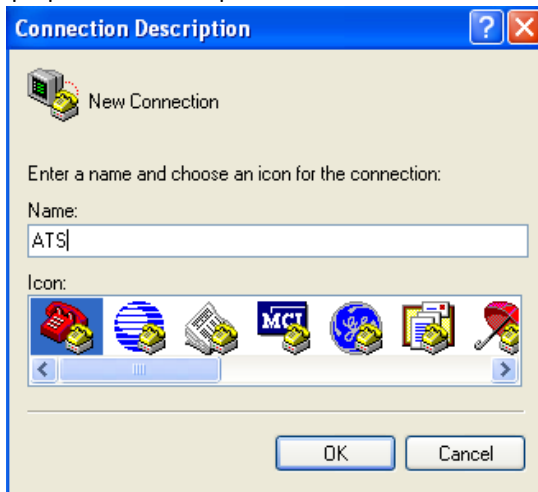 Connection Description
New Connection
Enter a name and choose an icon for the connection:
Name:
ATS
Icon:
MCI
OK
Cancel